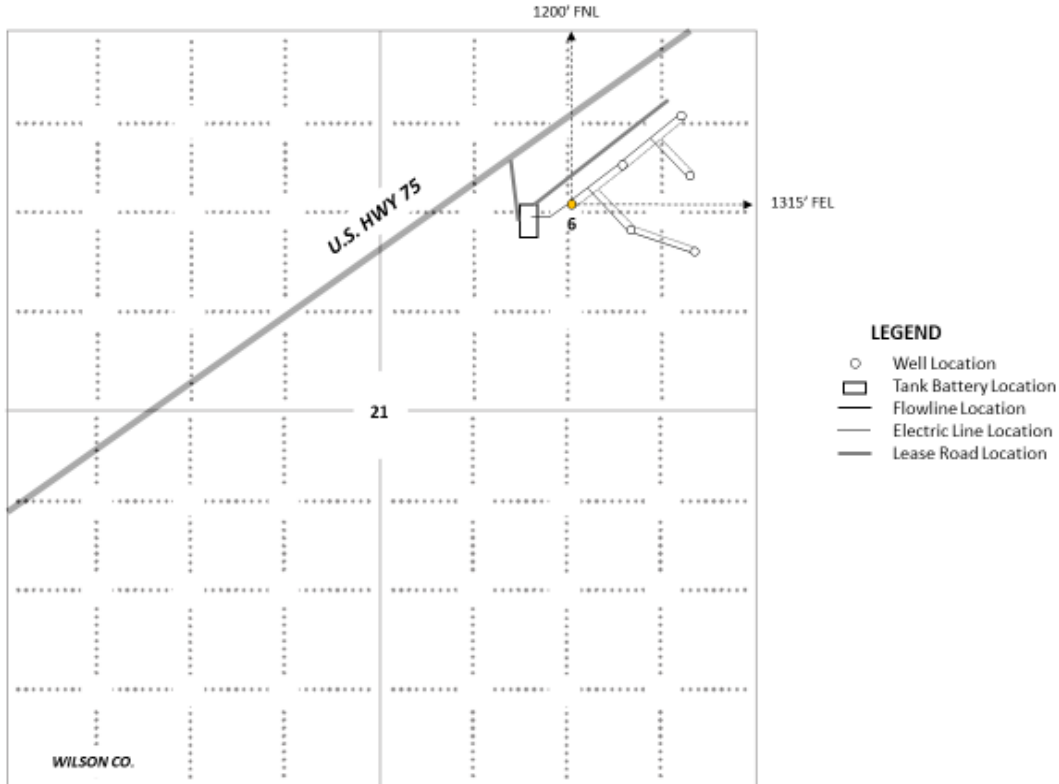 1200' FNL
U.S. HWY 75
1315' FEL
6
LEGEND
Well Location
Tank Battery Location
Flowline Location
Electric Line Location
Lease Road Location
21
WILSON CO.